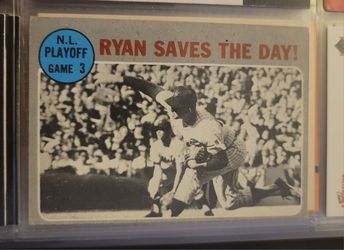 N.L.
PLAYOFF
GAME 3
RYAN SAVES THE DAY!